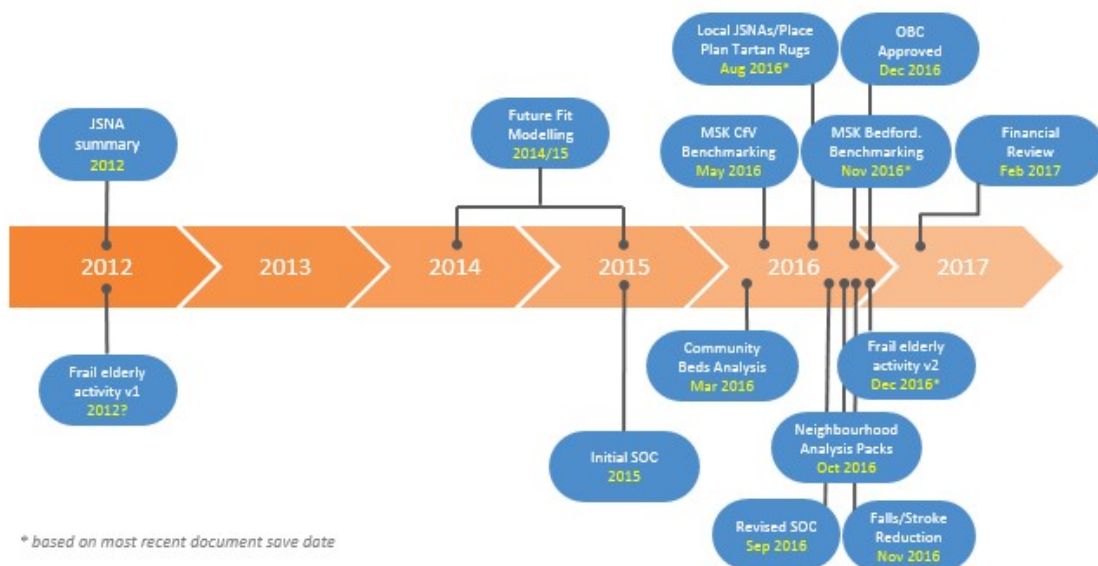 Local JSNAs/Place
Plan Tartan Rugs
Aug 2016*
OBC
Approved
Dec 2016
JSNA
summary
2012
Future Fit
Modelling
2014/15
MSK CfV
Benchmarking
May 2016
MSK Bedford.
Benchmarking
Nov 2016*
Financial
Review
Feb 2017
2012
2013
2014
2015
2016
2017
Frail elderly
activity v1
2012?
Community
Beds Analysis
Mar 2016
Frail elderly
activity v2
Dec 2016*
Initial SOC
2015
Neighbourhood
Analysis Packs
Oct 2016
Revised SOC
Sep 2016
Falls/Stroke
Reduction
Nov 2016
* based on most recent document save date